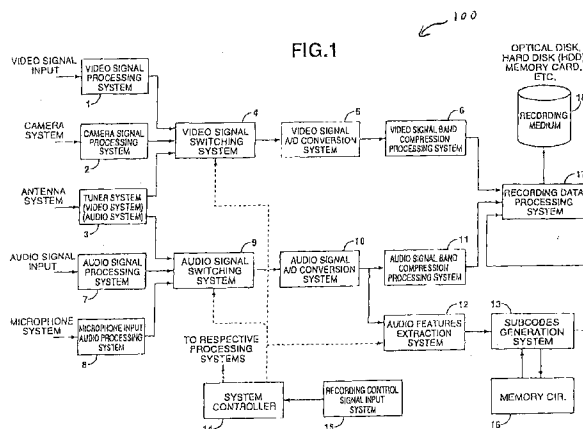 100
FIG.1
OPTICAL DISK,
HARD DISK (HDD)
MEMORY CARD,
ETC.
VIDEO SIGNAL
INPUT
VIDEO SIGNAL
PROCESSING
SYSTEM
1
4
5
6
18
RECORDING
MEDIUM
CAMERA
SYSTEM
CAMERA SIGNAL
PROCESSING
SYSTEM
2
VIDEO SIGNAL
SWITCHING
SYSTEM
VIDEO SIGNAL
A/D CONVERSION
SYSTEM
VIDEO SIGNAL BAND
COMPRESSION
PROCESSING SYSTEM
17
ANTENNA
SYSTEM
TUNER SYSTEM
(VIDEO SYSTEM)
(AUDIO SYSTEM)
3
RECORDING DATA
PROCESSING
SYSTEM
9
10
11
AUDIO SIGNAL
INPUT
AUDIO SIGNAL
PROCESSING
SYSTEM
7
AUDIO SIGNAL
SWITCHING
SYSTEM
AUDIO SIGNAL
A/D CONVERSION
SYSTEM
AUDIO SIGNAL BAND
COMPRESSION
PROCESSING SYSTEM
12
13
MICROPHONE
SYSTEM
MICROPHONE INPUT
AUDIO PROCESSING
SYSTEM
8
TO RESPECTIVE
PROCESSING
SYSTEMS
AUDIO FEATURES
EXTRACTION
SYSTEM
SUBCODES
GENERATION
SYSTEM
SYSTEM
CONTROLLER
14
RECORDING CONTROL
SIGNAL INPUT
SYSTEM
15
MEMORY CIR.
16